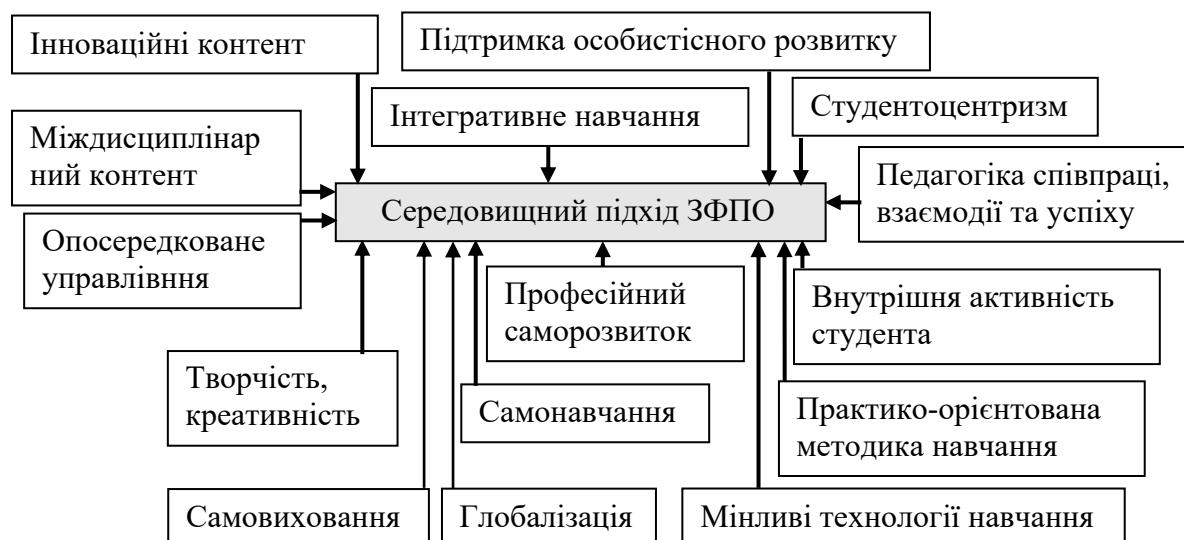 Інноваційні контент
Підтримка особистісного розвитку
Інтегративне навчання
Студентоцентризм
Міждисциплінар
ний контент
Педагогіка співпраці,
взаємодії та успіху
Середовищний підхід ЗФПО
Опосередковане
управлівння
Професійний
саморозвиток
Внутрішня активність
студента
Творчість,
креативність
Самонавчання
Практико-орієнтована
методика навчання
Самовиховання
Глобалізація
Мінливі технології навчання